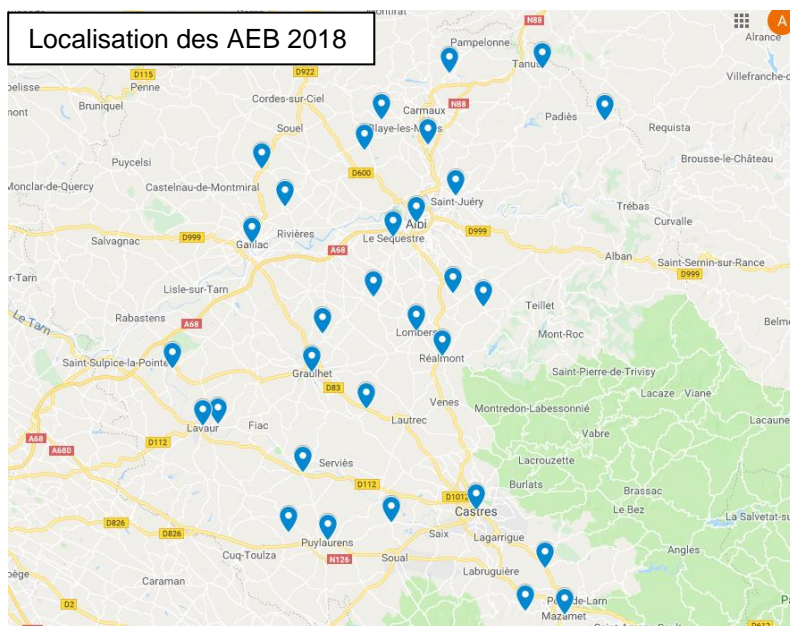 Localisation des AEB 2018
N88
A
Pampelonne
Tanus
Alrance
D922
D115
Penne
Villefranche-d
Bruniquel
Cordes-sur-Ciel
Carmaux
N88
Padiès
Souel
Requista
Puycelsi
Brousse-le-Château
D600
Monclar-de-Quercy
Castelnau-de-Montmiral
Saint-Juéry
Trébas
Curvalle
Albi
Rivières
Le Sequestre
D999
Salvagnac
D999
Gaillac
A68
Alban
Saint-Sernin-sur-Rance
D999
Lisle-sur-Tarn
Teillet
Le Tarn
Rabastens
A68
Lombers
Mont-Roc
Belm
Saint-Sulpice-la-Pointe
Réalmont
Graulhet
Saint-Pierre-de-Trivisy
D83
Lacaze
Viane
Venes
Montredon-Labessonnié
Lautrec
Lacaune
Lavaur
Fiac
Vabre
A68
D112
A680
Serviès
Lacrouzette
D112
Burlats
Brassac
D1012
Castres
Le Bez
La Salvetat-su
D826
D826
Saix
Lagarrigue
Puylaurens
Cuq-Toulza
N126
Soual
Angles
Labruguière
Caraman
D2
Mazamet
D612